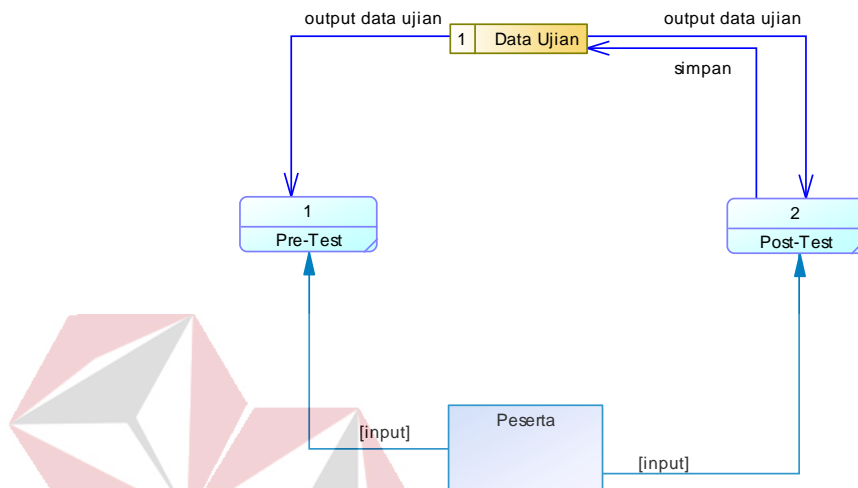 output data ujian
output data ujian
1 Data Ujian
simpan
1
Pre-Test
2
Post-Test
Peserta
[input]
[input]